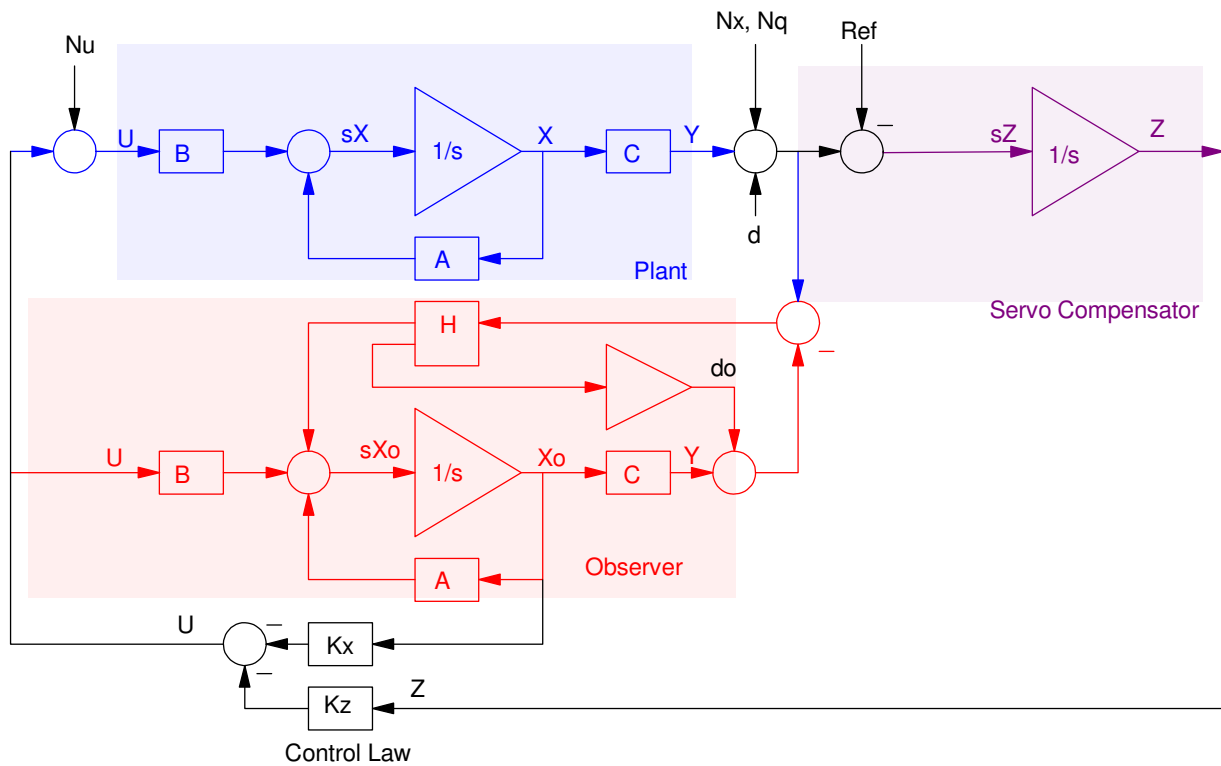 Nx, Nq
Ref
Nu
U
B
sX
1/s
X
C
Y
–
sZ
1/s
Z
A
d
Plant
Servo Compensator
H
–
do
U
B
sXo
1/s
Xo
C
Y
A
Observer
U
–
Kx
–
Kz
Z
Control Law